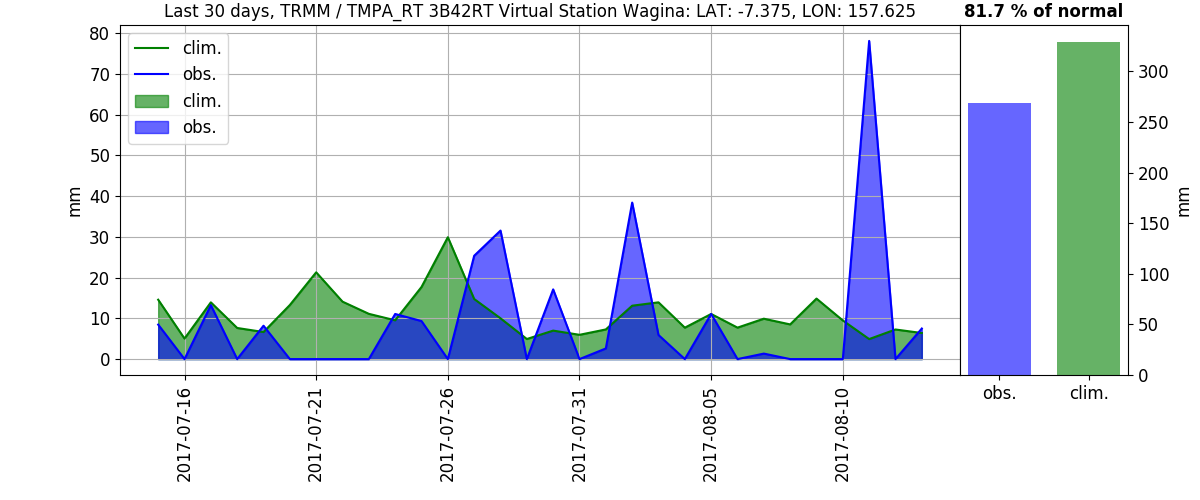 Last 30 days, TRMM / TMPA_RT 3B42RT Virtual Station Wagina: LAT: -7.375, LON: 157.625
81.7 % of normal
clim.
obs.
clim.
obs.
80
70
60
50
40
30
20
10
0
mm
2017-07-16
2017-07-21
2017-07-26
2017-07-31
2017-08-05
2017-08-10
300
250
200
150
100
50
0
mm
obs.
clim.